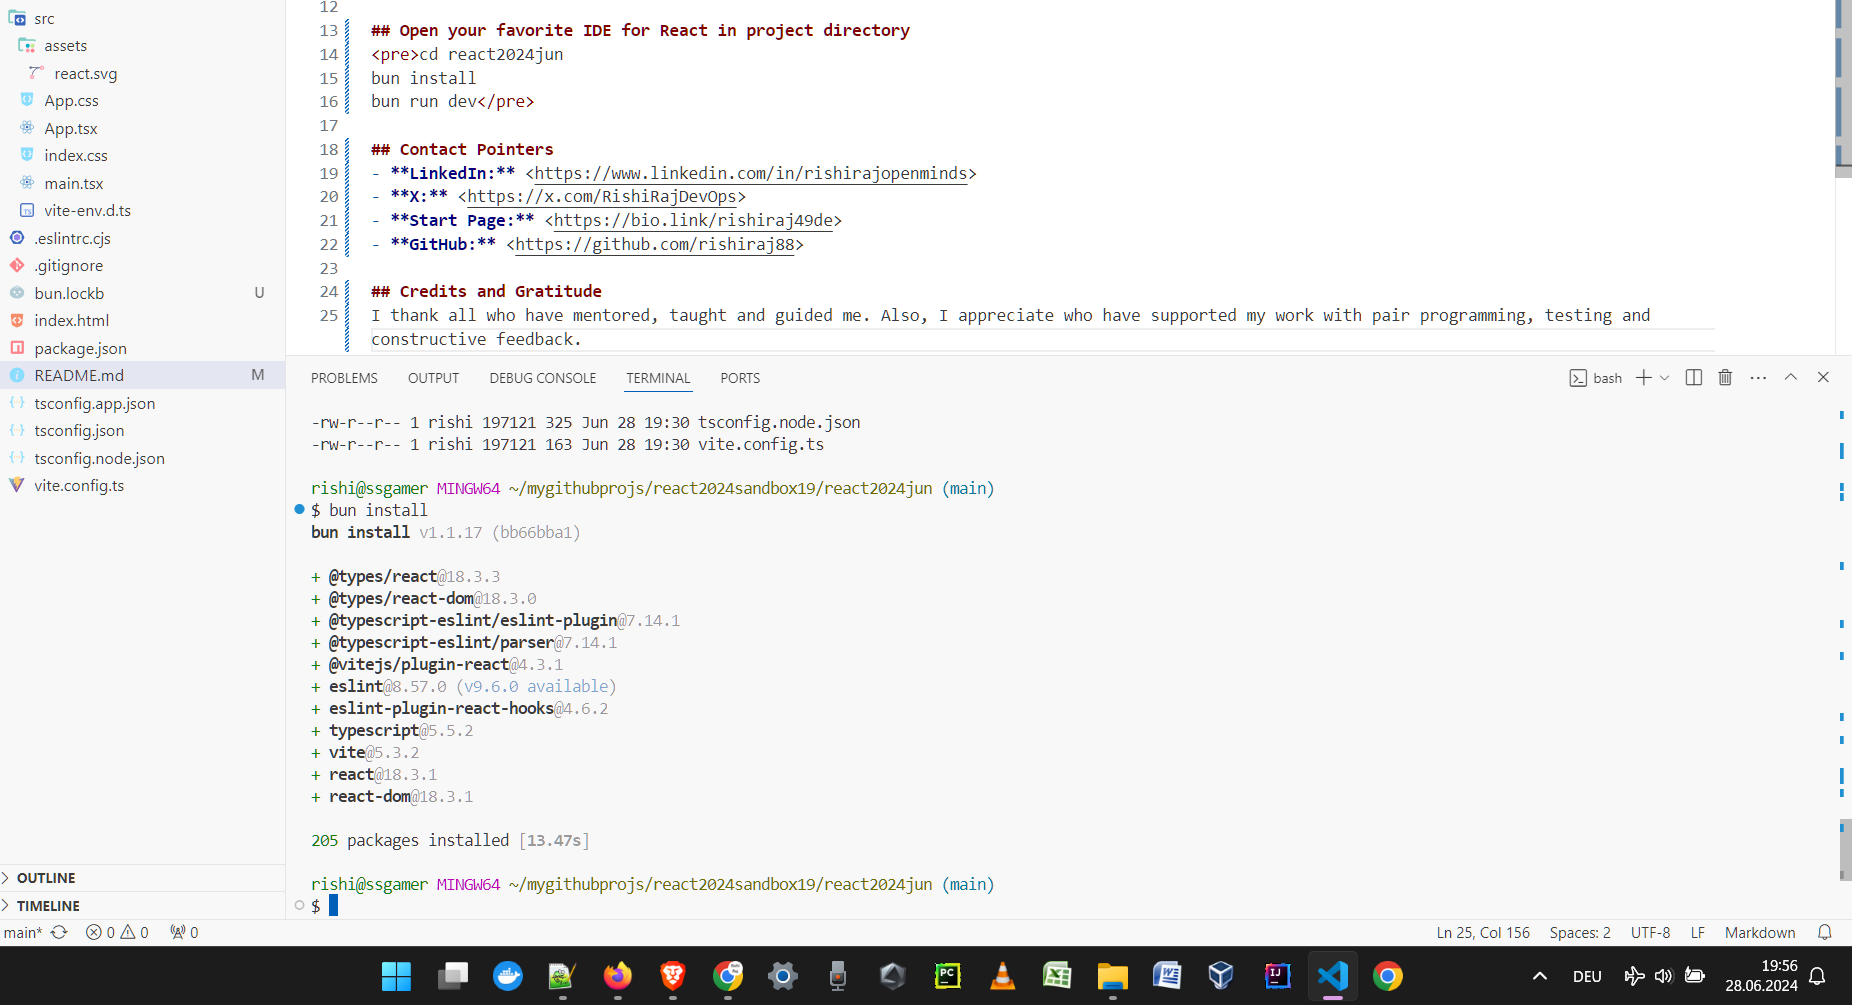 src
assets
react.svg
App.css
App.tsx
index.css
main.tsx
vite-env.d.ts
.eslintrc.cjs
.gitignore
bun.lockb U
index.html
package.json
README.md M
tsconfig.app.json
tsconfig.json
tsconfig.node.json
vite.config.ts
OUTLINE
TIMELINE
12
13 ## Open your favorite IDE for React in project directory
14 <pre>cd react2024jun
15 bun install
16 bun run dev</pre>
17
18 ## Contact Pointers
19 - **LinkedIn:** <https://www.linkedin.com/in/rishirajopenminds>
20 - **X:** <https://x.com/RishiRajDevOps>
21 - **Start Page:** <https://bio.link/rishiraj49de>
22 - **GitHub:** <https://github.com/rishiraj88>
23
24 ## Credits and Gratitude
25 I thank all who have mentored, taught and guided me. Also, I appreciate who have supported my work with pair programming, testing and
constructive feedback.
PROBLEMS OUTPUT DEBUG CONSOLE TERMINAL PORTS bash
-rw-r--r-- 1 rishi 197121 325 Jun 28 19:30 tsconfig.node.json
-rw-r--r-- 1 rishi 197121 163 Jun 28 19:30 vite.config.ts
rishi@ssgamer MINGW64 ~/mygithubprojs/react2024sandbox19/react2024jun (main)
$ bun install
bun install v1.1.17 (bb66bba1)
+ @types/react@18.3.3
+ @types/react-dom@18.3.0
+ @typescript-eslint/eslint-plugin@7.14.1
+ @typescript-eslint/parser@7.14.1
+ @vitejs/plugin-react@4.3.1
+ eslint@8.57.0 (v9.6.0 available)
+ eslint-plugin-react-hooks@4.6.2
+ typescript@5.5.2
+ vite@5.3.2
+ react@18.3.1
+ react-dom@18.3.1
205 packages installed [13.47s]
rishi@ssgamer MINGW64 ~/mygithubprojs/react2024sandbox19/react2024jun (main)
$
main* 0 0 0 Ln 25, Col 156 Spaces: 2 UTF-8 LF Markdown
DEU 19:56
28.06.2024